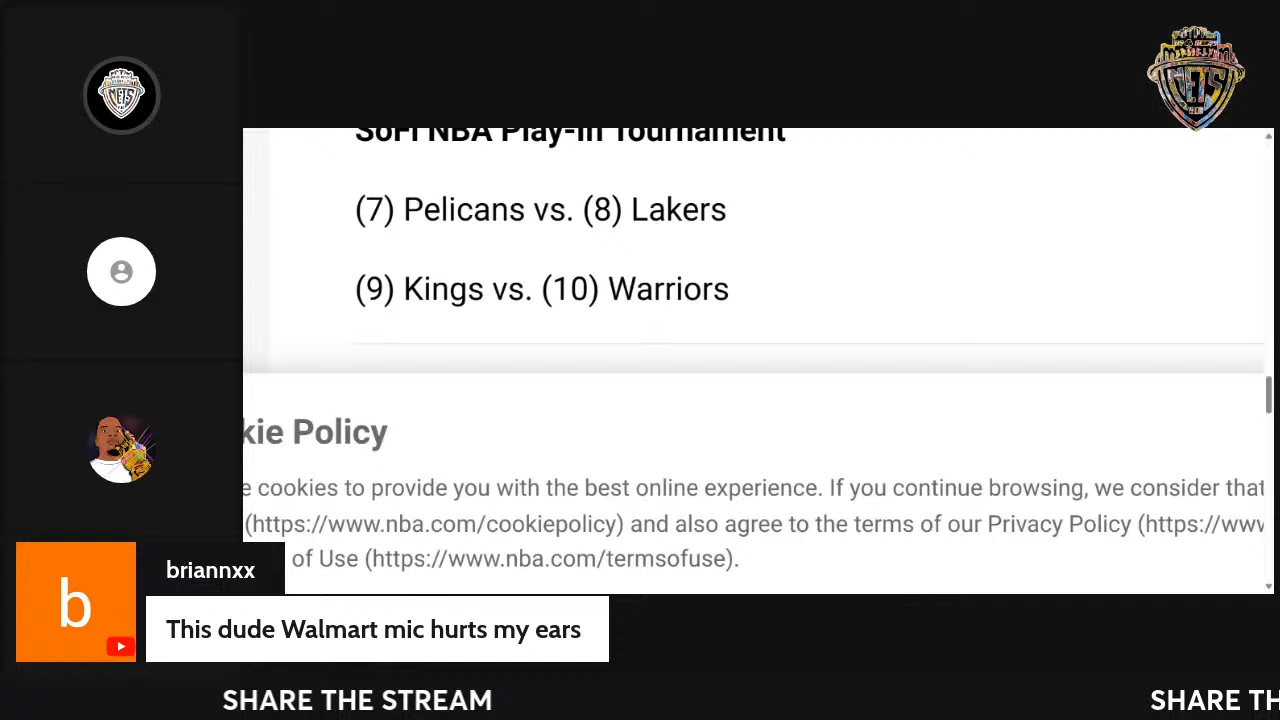 SoFi NBA Play-In Tournament
(7) Pelicans vs. (8) Lakers
(9) Kings vs. (10) Warriors
kie Policy
e cookies to provide you with the best online experience. If you continue browsing, we consider that
(https://www.nba.com/cookiepolicy) and also agree to the terms of our Privacy Policy (https://www
of Use (https://www.nba.com/termsofuse).
b
briannxx
This dude Walmart mic hurts my ears
SHARE THE STREAM
SHARE TH
NETS